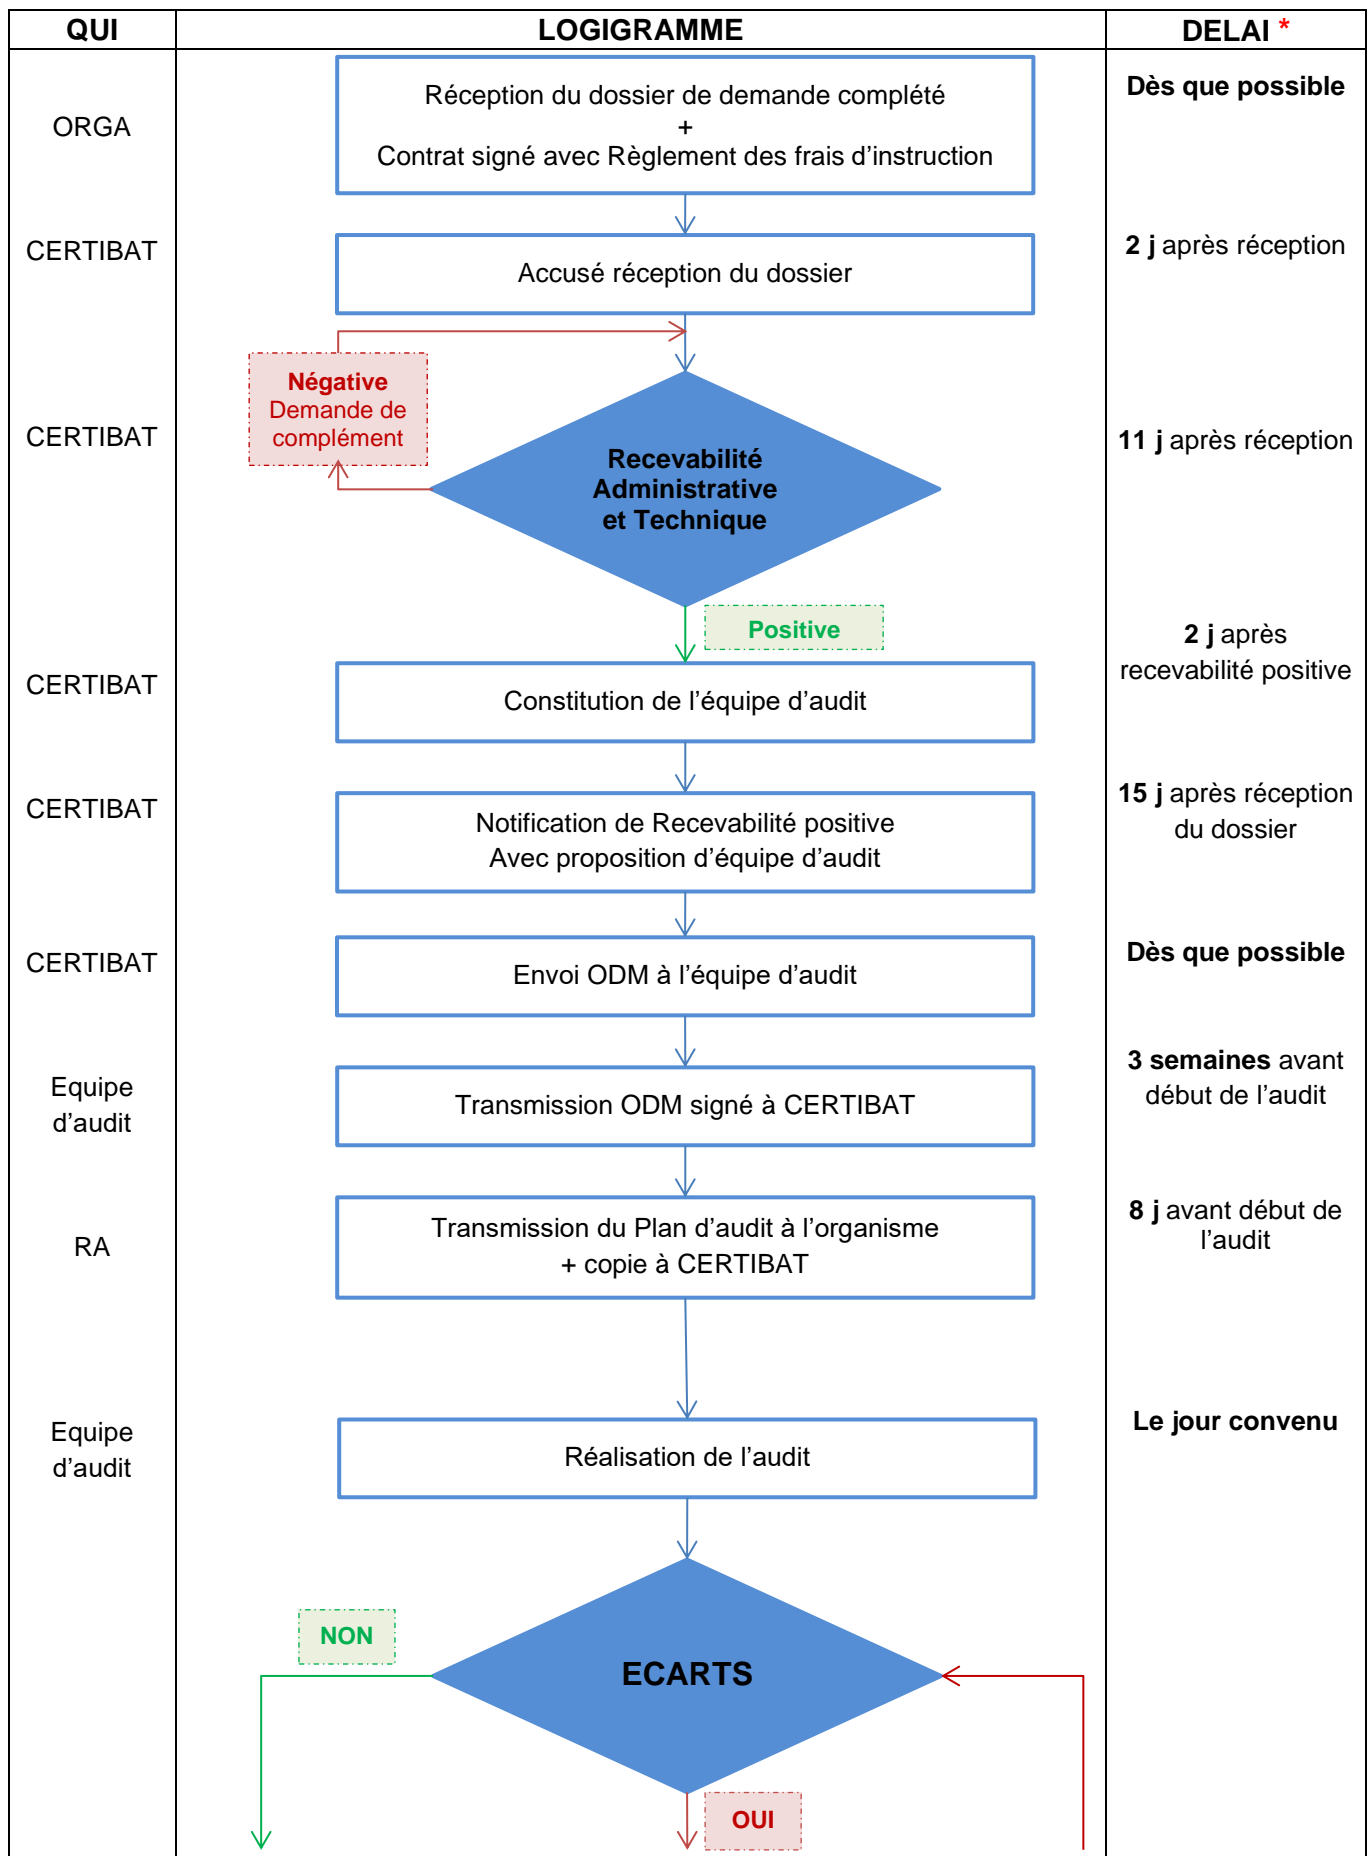 QUI
LOGIGRAMME
DELAI *
ORGA
Réception du dossier de demande complété
+
Contrat signé avec Règlement des frais d’instruction
Dès que possible
CERTIBAT
Accusé réception du dossier
2 j après réception
Négative
Demande de
complément
CERTIBAT
Recevabilité
Administrative
et Technique
11 j après réception
Positive
2 j après
recevabilité positive
CERTIBAT
Constitution de l’équipe d’audit
CERTIBAT
Notification de Recevabilité positive
Avec proposition d’équipe d’audit
15 j après réception
du dossier
CERTIBAT
Envoi ODM à l’équipe d’audit
Dès que possible
Equipe
d’audit
Transmission ODM signé à CERTIBAT
3 semaines avant
début de l’audit
RA
Transmission du Plan d’audit à l’organisme
+ copie à CERTIBAT
8 j avant début de
l’audit
Equipe
d’audit
Réalisation de l’audit
Le jour convenu
NON
ECARTS
OUI